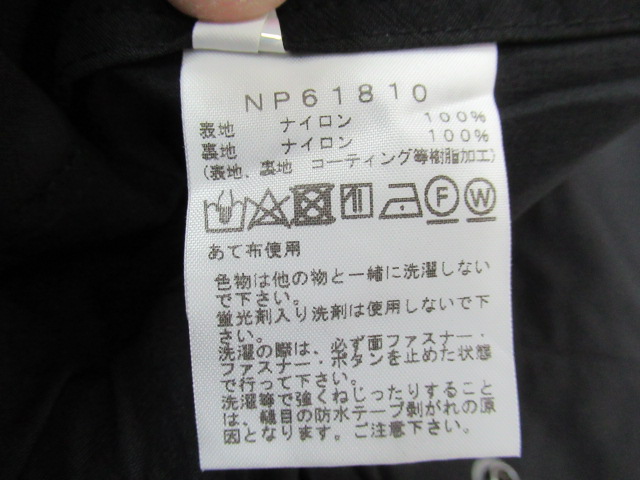 NP61810
表地 ナイロン 100%
裏地 ナイロン 100%
(表地、裏地 コーティング等樹脂加工)
F W
あて布使用
色物は他の物と一緒に洗濯しない
で下さい。
蛍光剤入り洗剤は使用しないで下
さい。
洗濯の際は、必ず面ファスナー・
ファスナー・ボタンを止めた状態
で行って下さい。
洗濯等で強くねじったりすること
は、縫目の防水テープ剥がれの原
因となります。ご注意下さい。